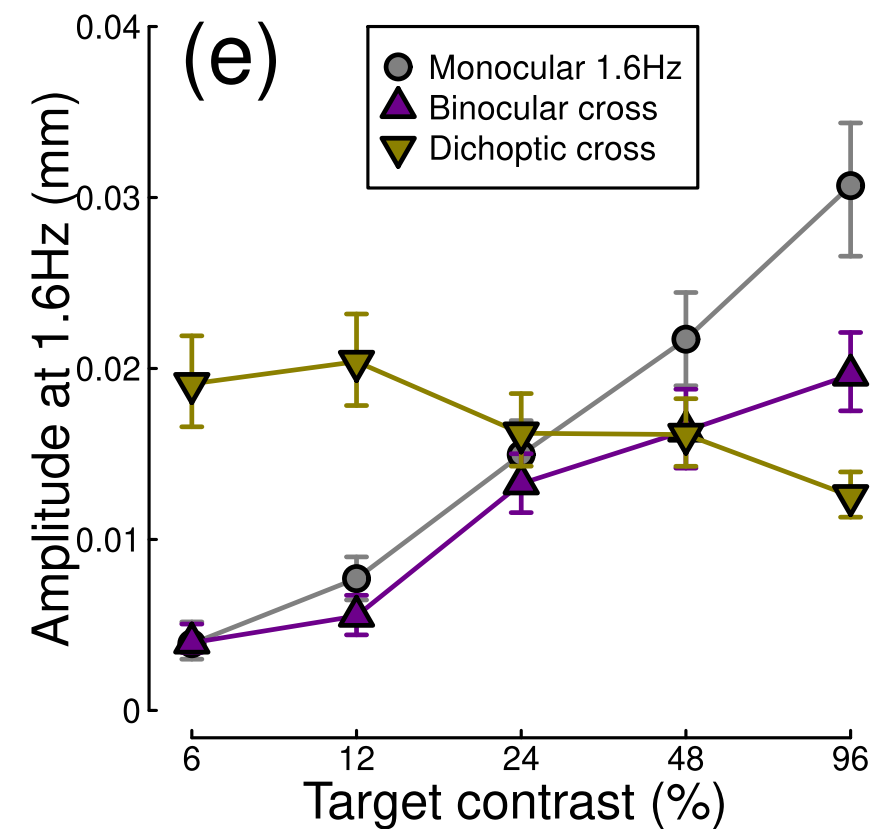 (e)
Monocular 1.6Hz
Binocular cross
Dichoptic cross
Amplitude at 1.6Hz (mm)
0.04
0.03
0.02
0.01
0
6 12 24 48 96
Target contrast (%)